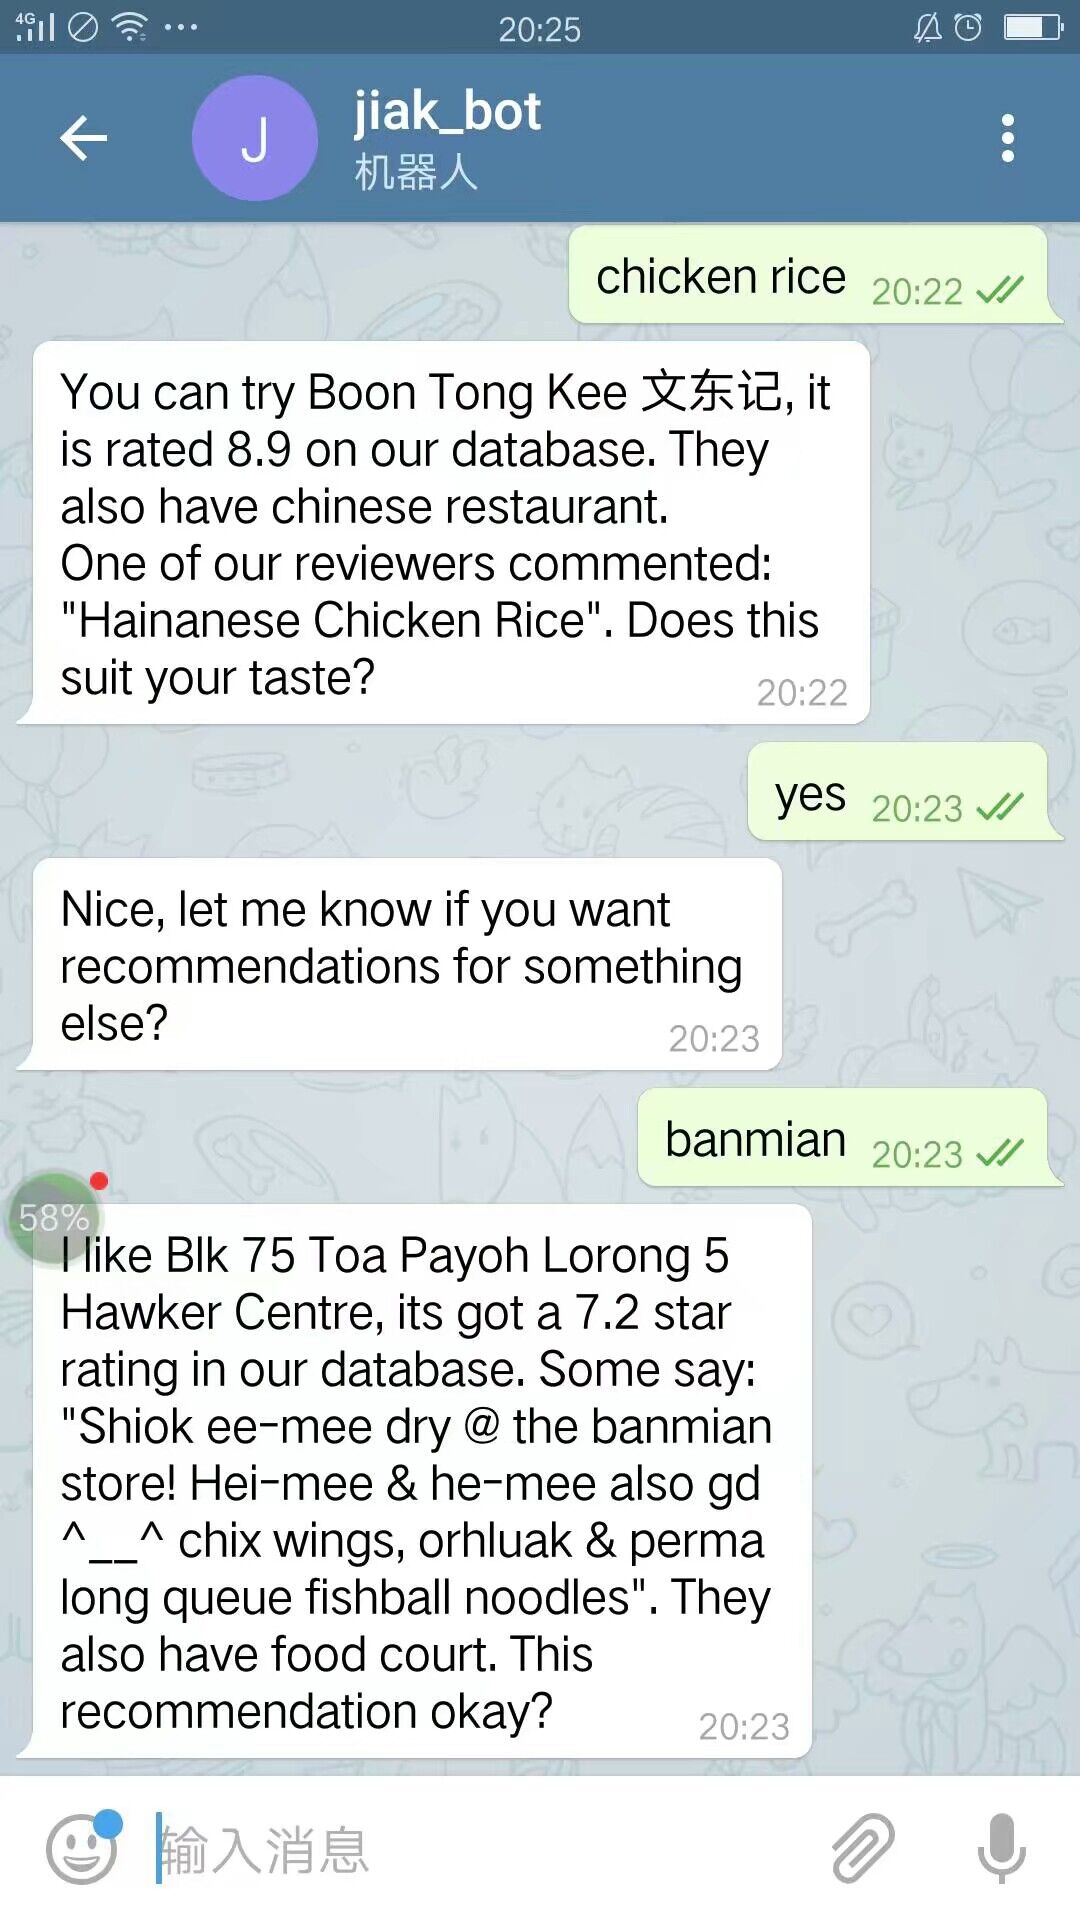 4G
20:25
J
jiak_bot
机器人
chicken rice 20:22
You can try Boon Tong Kee 文东记, it
is rated 8.9 on our database. They
also have chinese restaurant.
One of our reviewers commented:
"Hainanese Chicken Rice". Does this
suit your taste?
20:22
yes 20:23
Nice, let me know if you want
recommendations for something
else?
20:23
banmian 20:23
58%
I like Blk 75 Toa Payoh Lorong 5
Hawker Centre, its got a 7.2 star
rating in our database. Some say:
"Shiok ee-mee dry @ the banmian
store! Hei-mee & he-mee also gd
^__^ chix wings, orhluak & perma
long queue fishball noodles". They
also have food court. This
recommendation okay?
20:23
输入消息